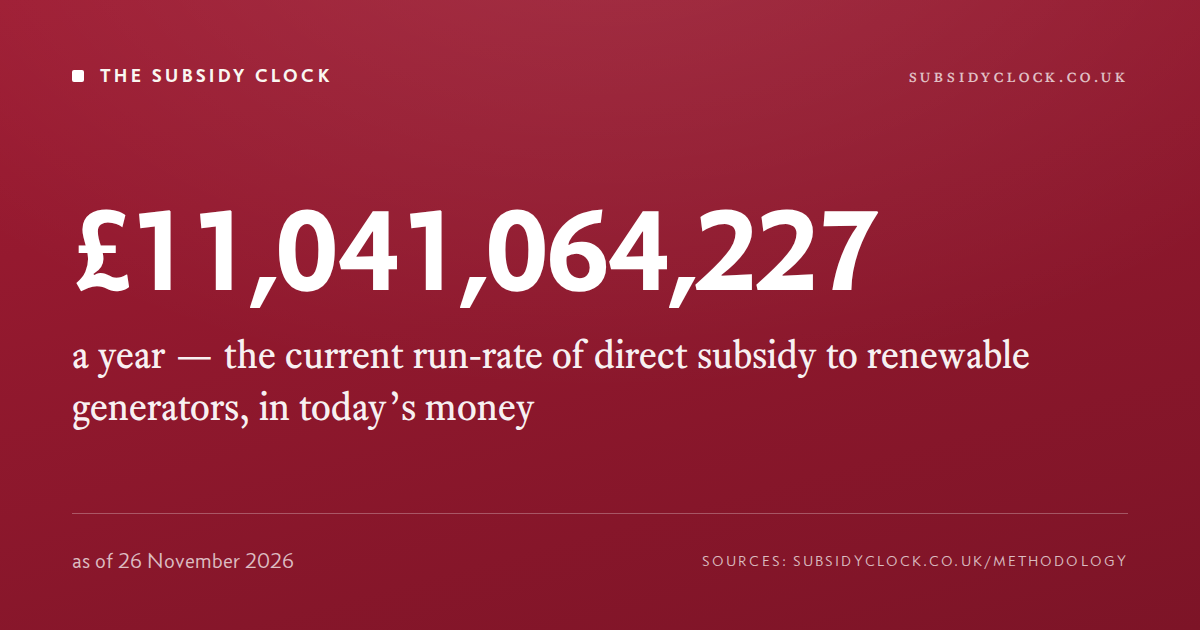 THE SUBSIDY CLOCK
SUBSIDYCLOCK.CO.UK
£11,041,064,227
a year — the current run-rate of direct subsidy to renewable
generators, in today’s money
as of 26 November 2026
SOURCES: SUBSIDYCLOCK.CO.UK/METHODOLOGY